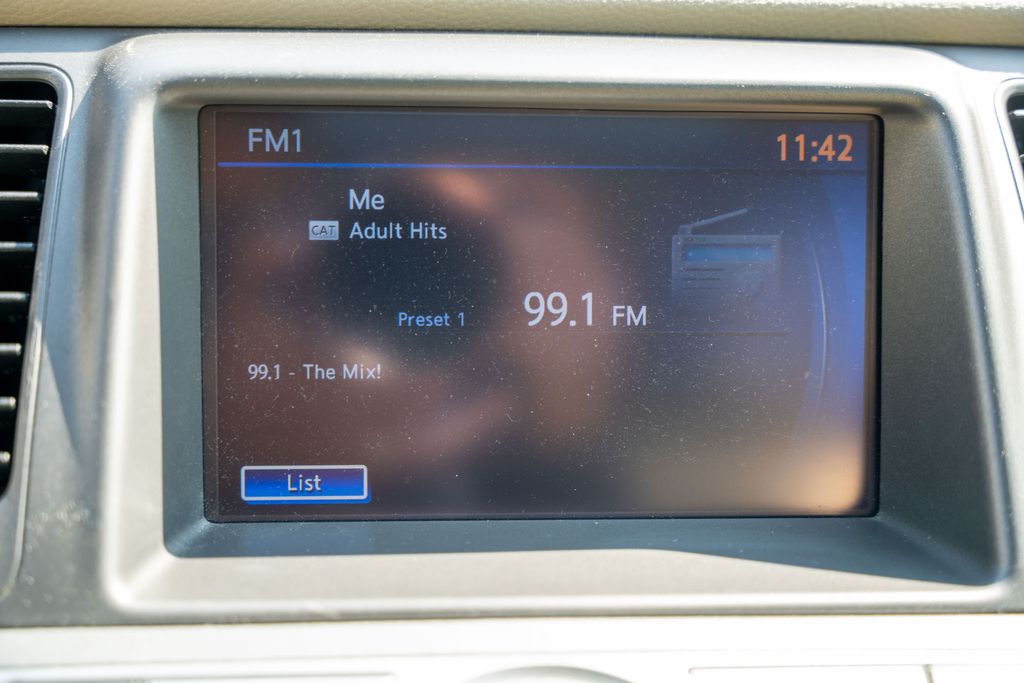 FM1
11:42
Me
CAT Adult Hits
Preset 1
99.1 FM
99.1 - The Mix!
List